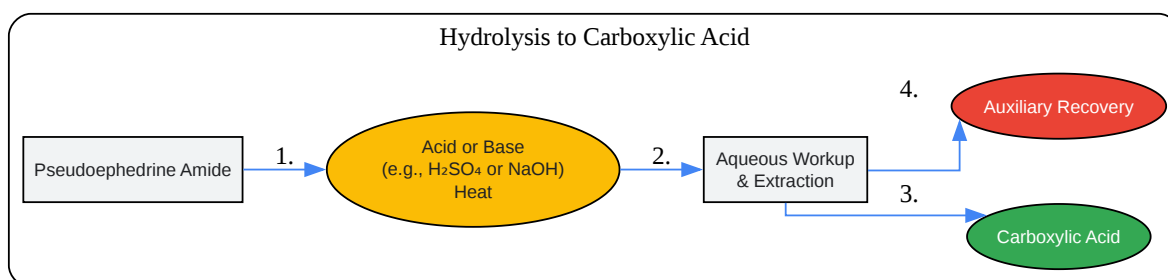 Hydrolysis to Carboxylic Acid
Pseudoephedrine Amide
1.
Acid or Base
(e.g., H₂SO₄ or NaOH)
Heat
2.
Aqueous Workup
& Extraction
4.
Auxiliary Recovery
3.
Carboxylic Acid